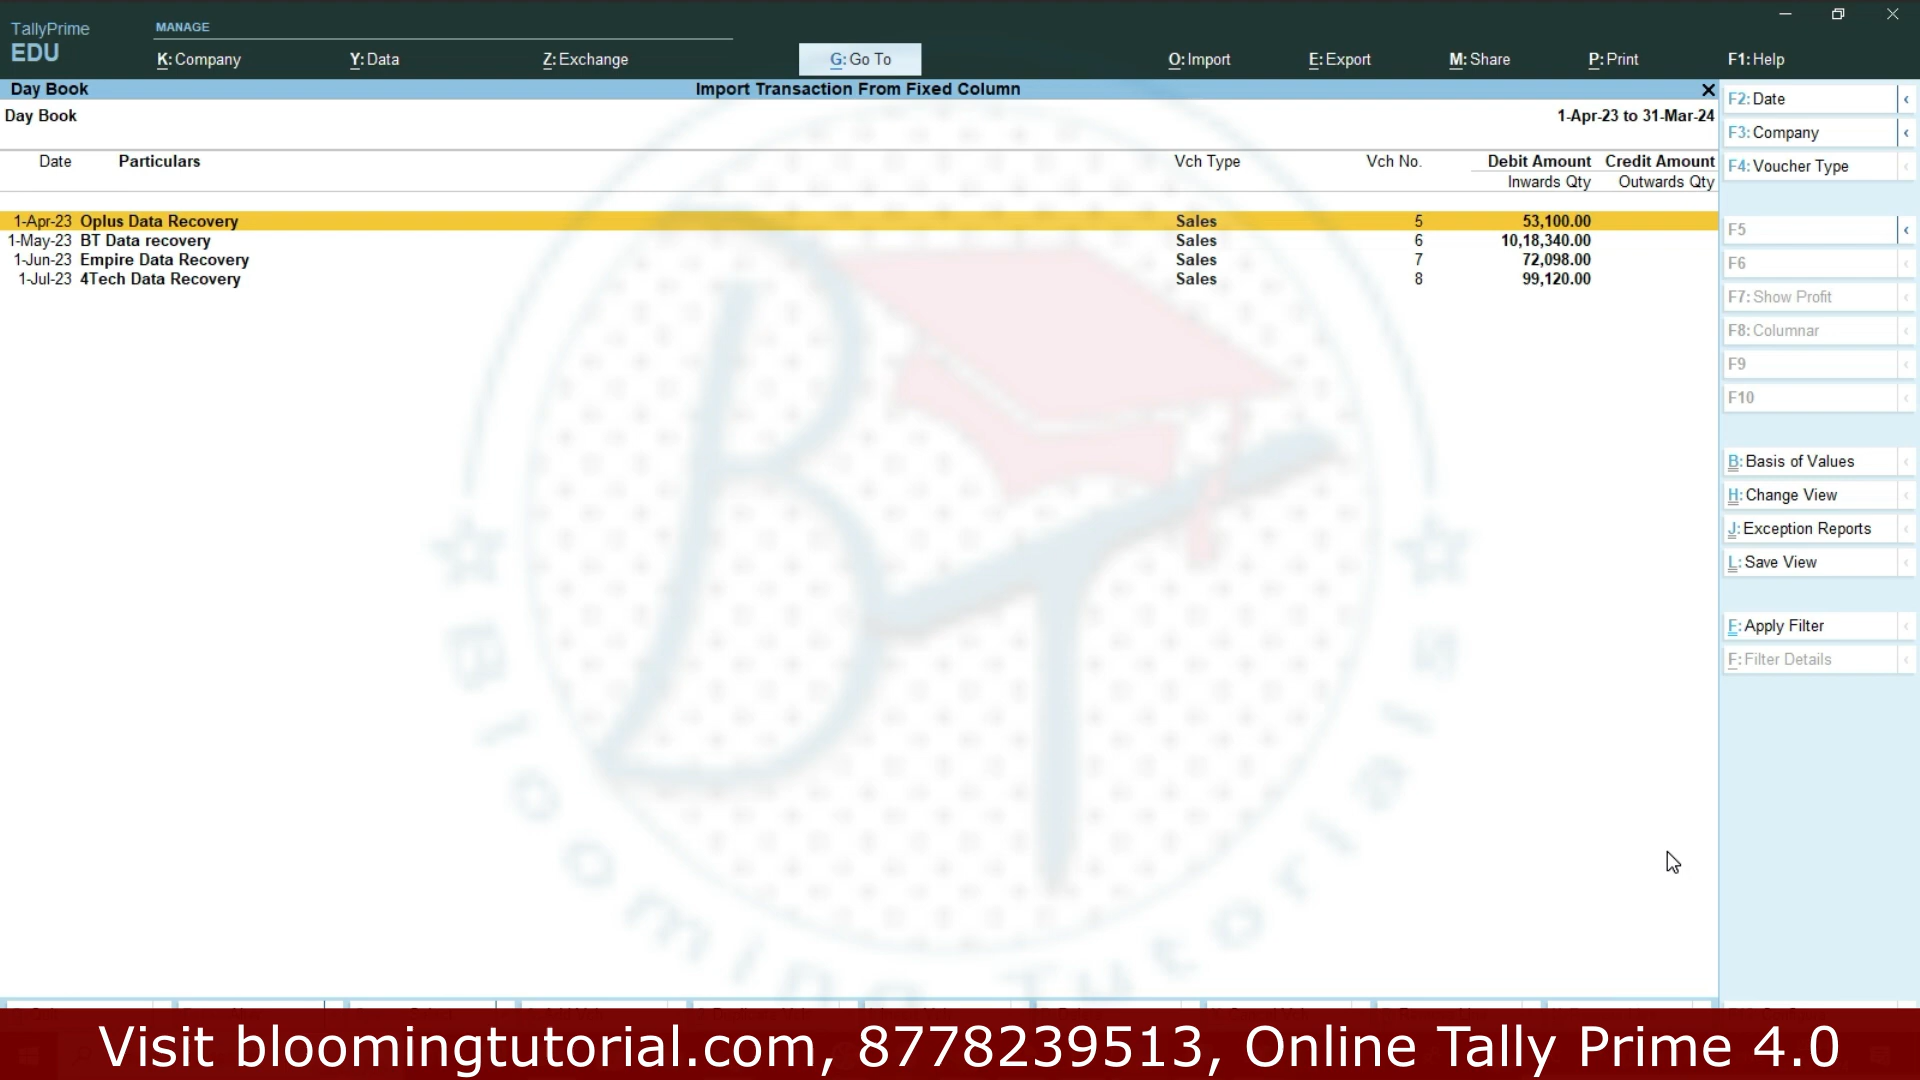 TallyPrime
EDU
MANAGE
K: Company
Y: Data
Z: Exchange
G: Go To
O: Import
E: Export
M: Share
P: Print
F1: Help
Day Book
Import Transaction From Fixed Column
Day Book
1-Apr-23 to 31-Mar-24
Date Particulars Vch Type Vch No. Debit Amount Credit Amount
Inwards Qty Outwards Qty
1-Apr-23 Oplus Data Recovery Sales 5 53,100.00
1-May-23 BT Data recovery Sales 6 10,18,340.00
1-Jun-23 Empire Data Recovery Sales 7 72,098.00
1-Jul-23 4Tech Data Recovery Sales 8 99,120.00
F2: Date
F3: Company
F4: Voucher Type
F5
F6
F7: Show Profit
F8: Columnar
F9
F10
B: Basis of Values
H: Change View
J: Exception Reports
L: Save View
F: Apply Filter
F: Filter Details
BT
Blooming Tutorials
Visit bloomingtutorial.com, 8778239513, Online Tally Prime 4.0